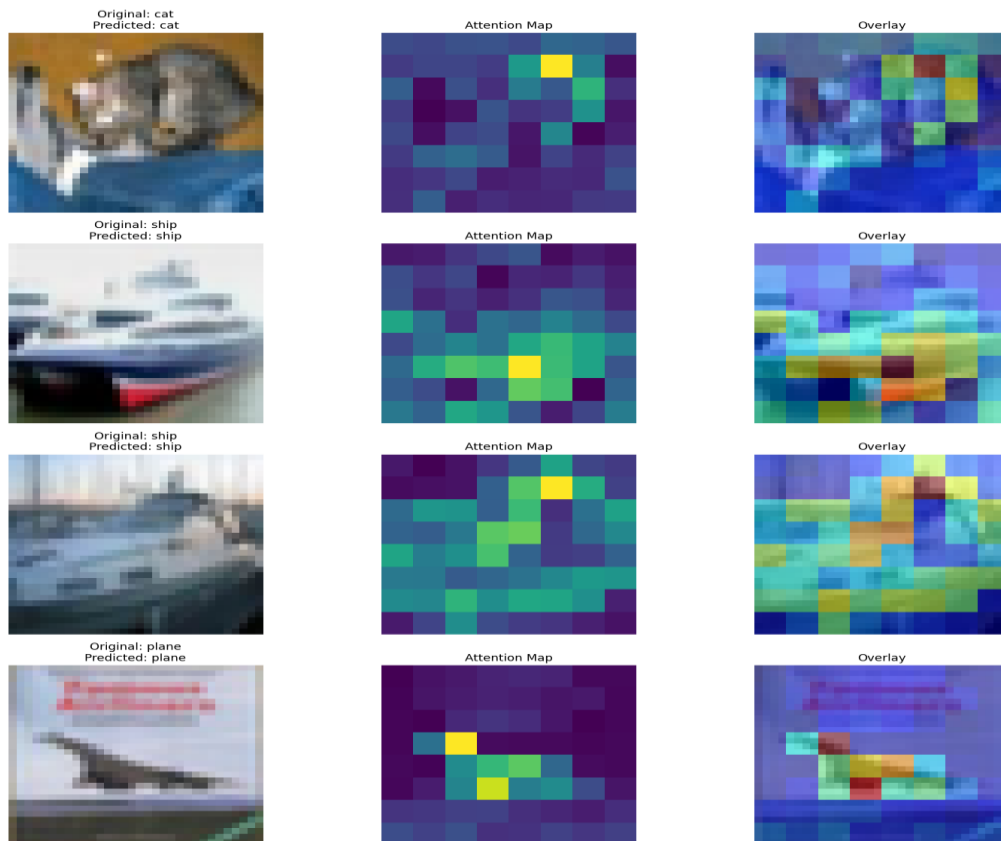 Original: cat
Predicted: cat
Attention Map
Overlay
Original: ship
Predicted: ship
Attention Map
Overlay
Original: ship
Predicted: ship
Attention Map
Overlay
Original: plane
Predicted: plane
Attention Map
Overlay